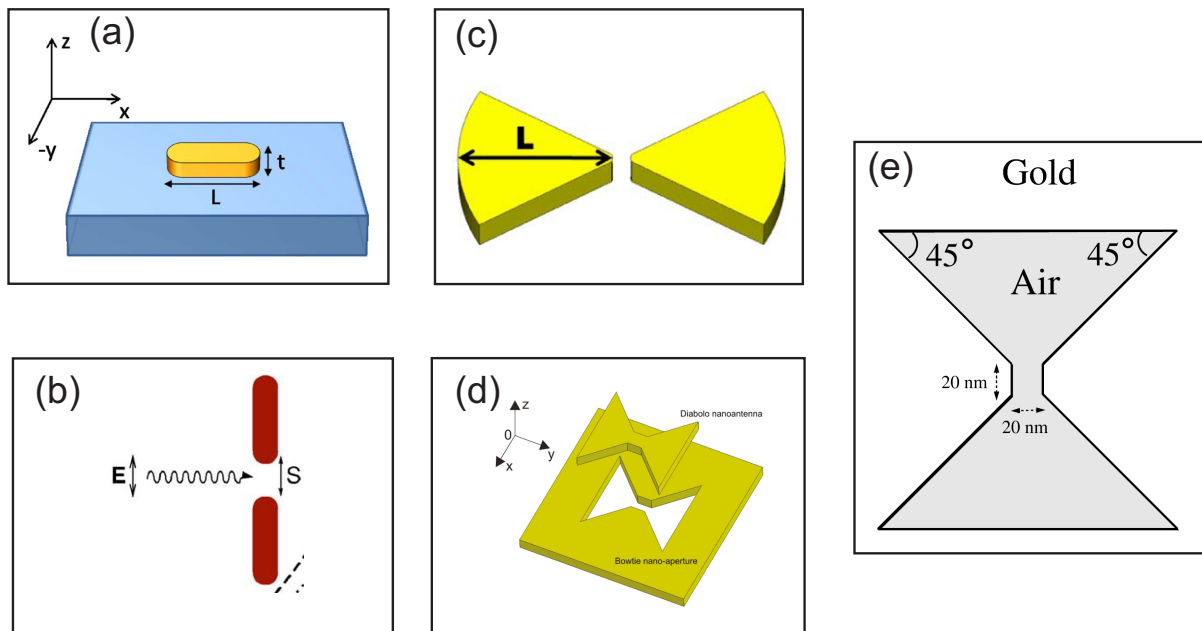 (a)
z
x
-y
t
L
(b)
E
S
(c)
L
(d)
z
0
y
x
Diabolo nanoantenna
Bowtie nano-aperture
(e)
Gold
45°
45°
Air
20 nm
20 nm